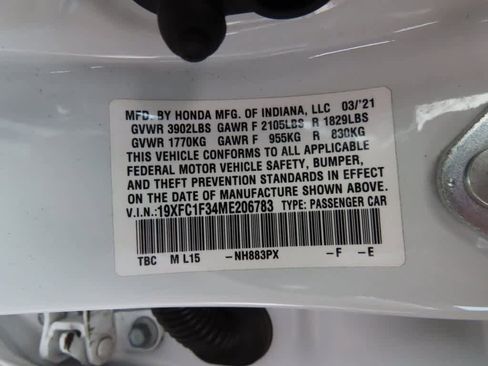 MFD. BY HONDA MFG. OF INDIANA, LLC 03/'21
GVWR 3902LBS GAWR F 2105LBS R 1829LBS
GVWR 1770KG GAWR F 955KG R 830KG
THIS VEHICLE CONFORMS TO ALL APPLICABLE
FEDERAL MOTOR VEHICLE SAFETY, BUMPER,
AND THEFT PREVENTION STANDARDS IN EFFECT
ON THE DATE OF MANUFACTURE SHOWN ABOVE.
V.I.N.:19XFC1F34ME206783 TYPE: PASSENGER CAR
TBC M L15 -NH883PX -F -E